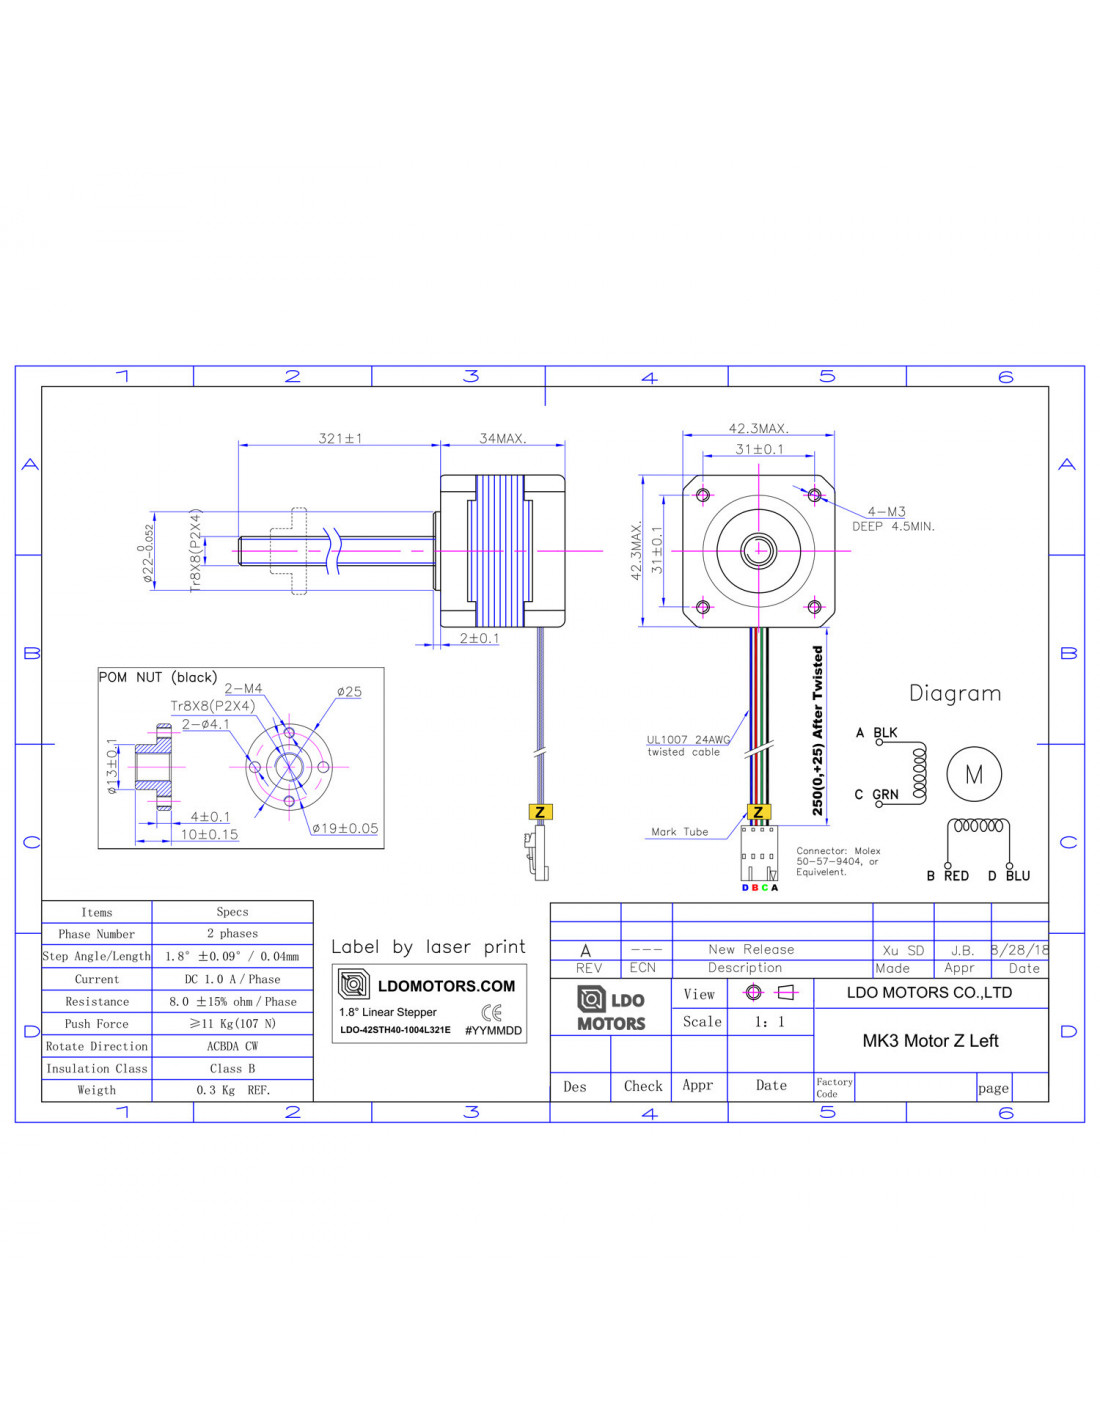 1 2 3 4 5 6
A A
321±1
34MAX.
42.3MAX.
31±0.1
4-M3
DEEP 4.5MIN.
ø22-0.052 0
Tr8X8(P2X4)
42.3MAX.
31±0.1
2±0.1
B B
POM NUT (black)
2-M4
ø25
Tr8X8(P2X4)
2-ø4.1
ø13±0.1
4±0.1
10±0.15
ø19±0.05
UL1007 24AWG
twisted cable
250(0,+25) After Twisted
Z
Z
Mark Tube
D B C A
Connector: Molex
50-57-9404, or
Equivelent.
Diagram
A BLK
M
C GRN
B RED D BLU
C C
Items Specs
Phase Number 2 phases
Step Angle/Length 1.8° ±0.09° / 0.04mm
Current DC 1.0 A / Phase
Resistance 8.0 ±15% ohm / Phase
Push Force ≥11 Kg(107 N)
Rotate Direction ACBDA CW
Insulation Class Class B
Weigth 0.3 Kg REF.
Label by laser print
LDOMOTORS.COM
1.8° Linear Stepper CE
LDO-42STH40-1004L321E #YYMMDD
A --- New Release Xu SD J.B. 8/28/18
REV ECN Description Made Appr Date
LDO
MOTORS
View
Scale 1: 1
LDO MOTORS CO.,LTD
MK3 Motor Z Left
Des Check Appr Date
Factory
Code
page
D D
1 2 3 4 5 6